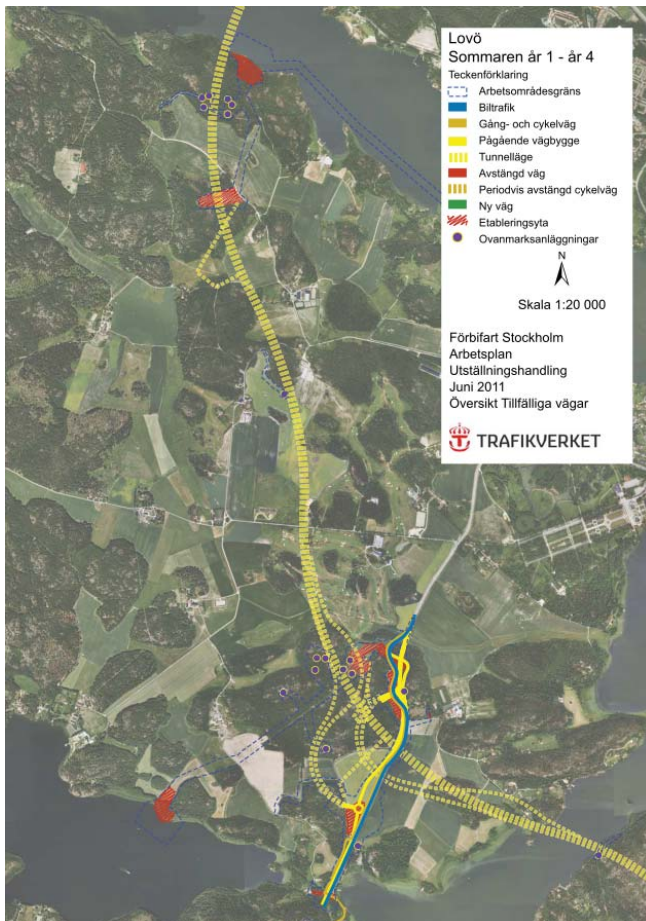 Lovö
Sommaren år 1 - år 4
Teckenförklaring
Arbetsområdesgräns
Biltrafik
Gång- och cykelväg
Pågående vägbygge
Tunnelläge
Avstängd väg
Periodvis avstängd cykelväg
Ny väg
Etableringsyta
Ovanmarksanläggningar
N
Skala 1:20 000
Förbifart Stockholm
Arbetsplan
Utställningshandling
Juni 2011
Översikt Tillfälliga vägar
TRAFIKVERKET